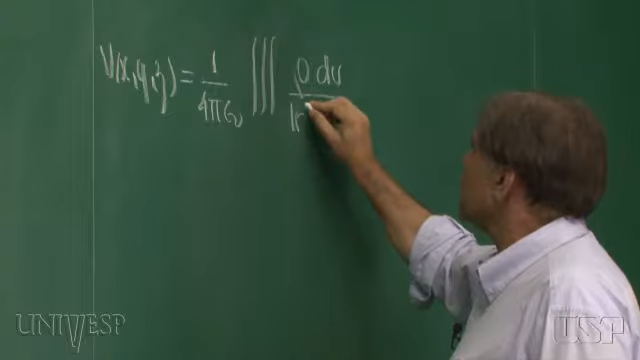 V(x,y,z) = 1/4πε₀ ∭ ρ dv / |r
UNIVESP
USP